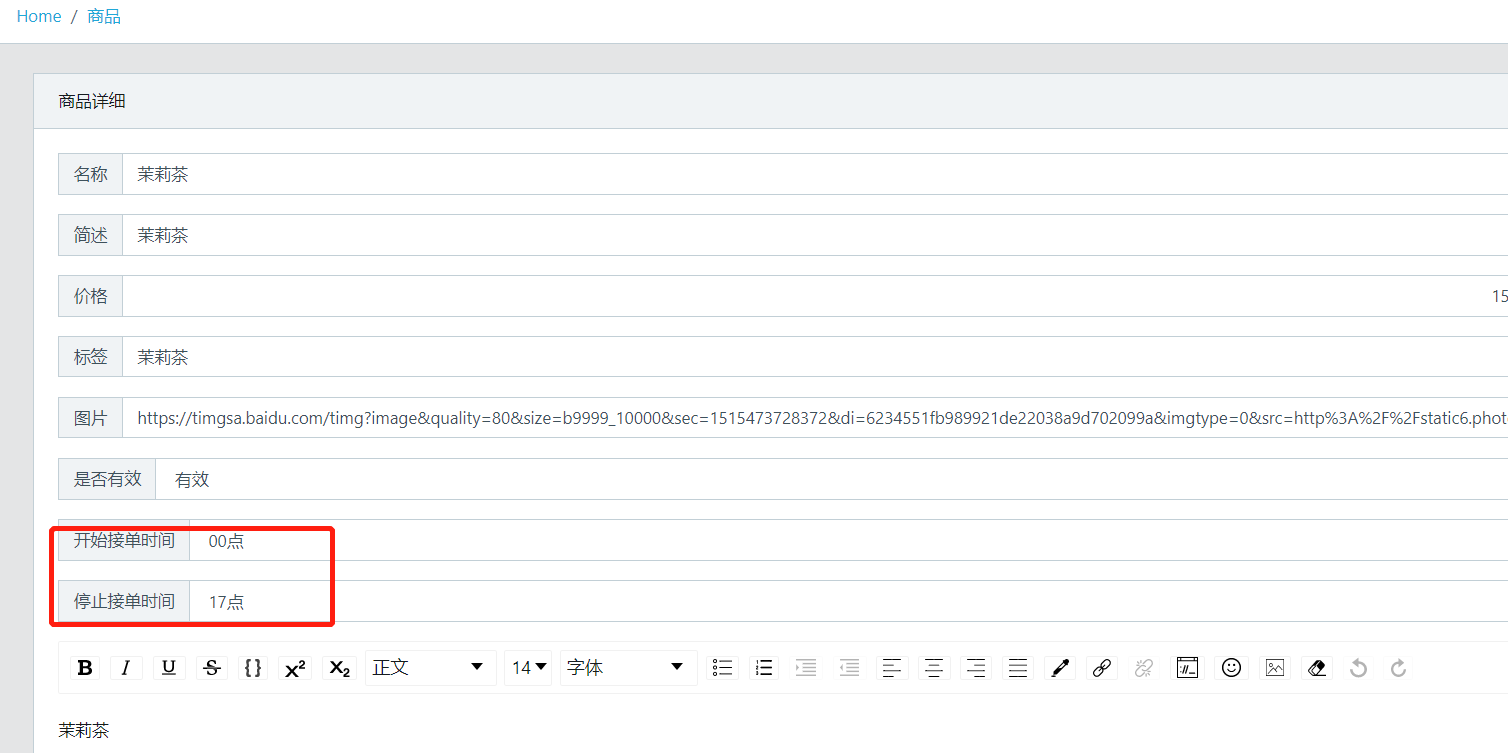 Home / 商品
商品详细
名称 茉莉茶
简述 茉莉茶
价格 15
标签 茉莉茶
图片 https://timgsa.baidu.com/timg?image&quality=80&size=b9999_10000&sec=1515473728372&di=6234551fb989921de22038a9d702099a&imgtype=0&src=http%3A%2F%2Fstatic6.phot
是否有效 有效
开始接单时间 00点
停止接单时间 17点
B I U S {} X² X₂ 正文 14 字体
茉莉茶